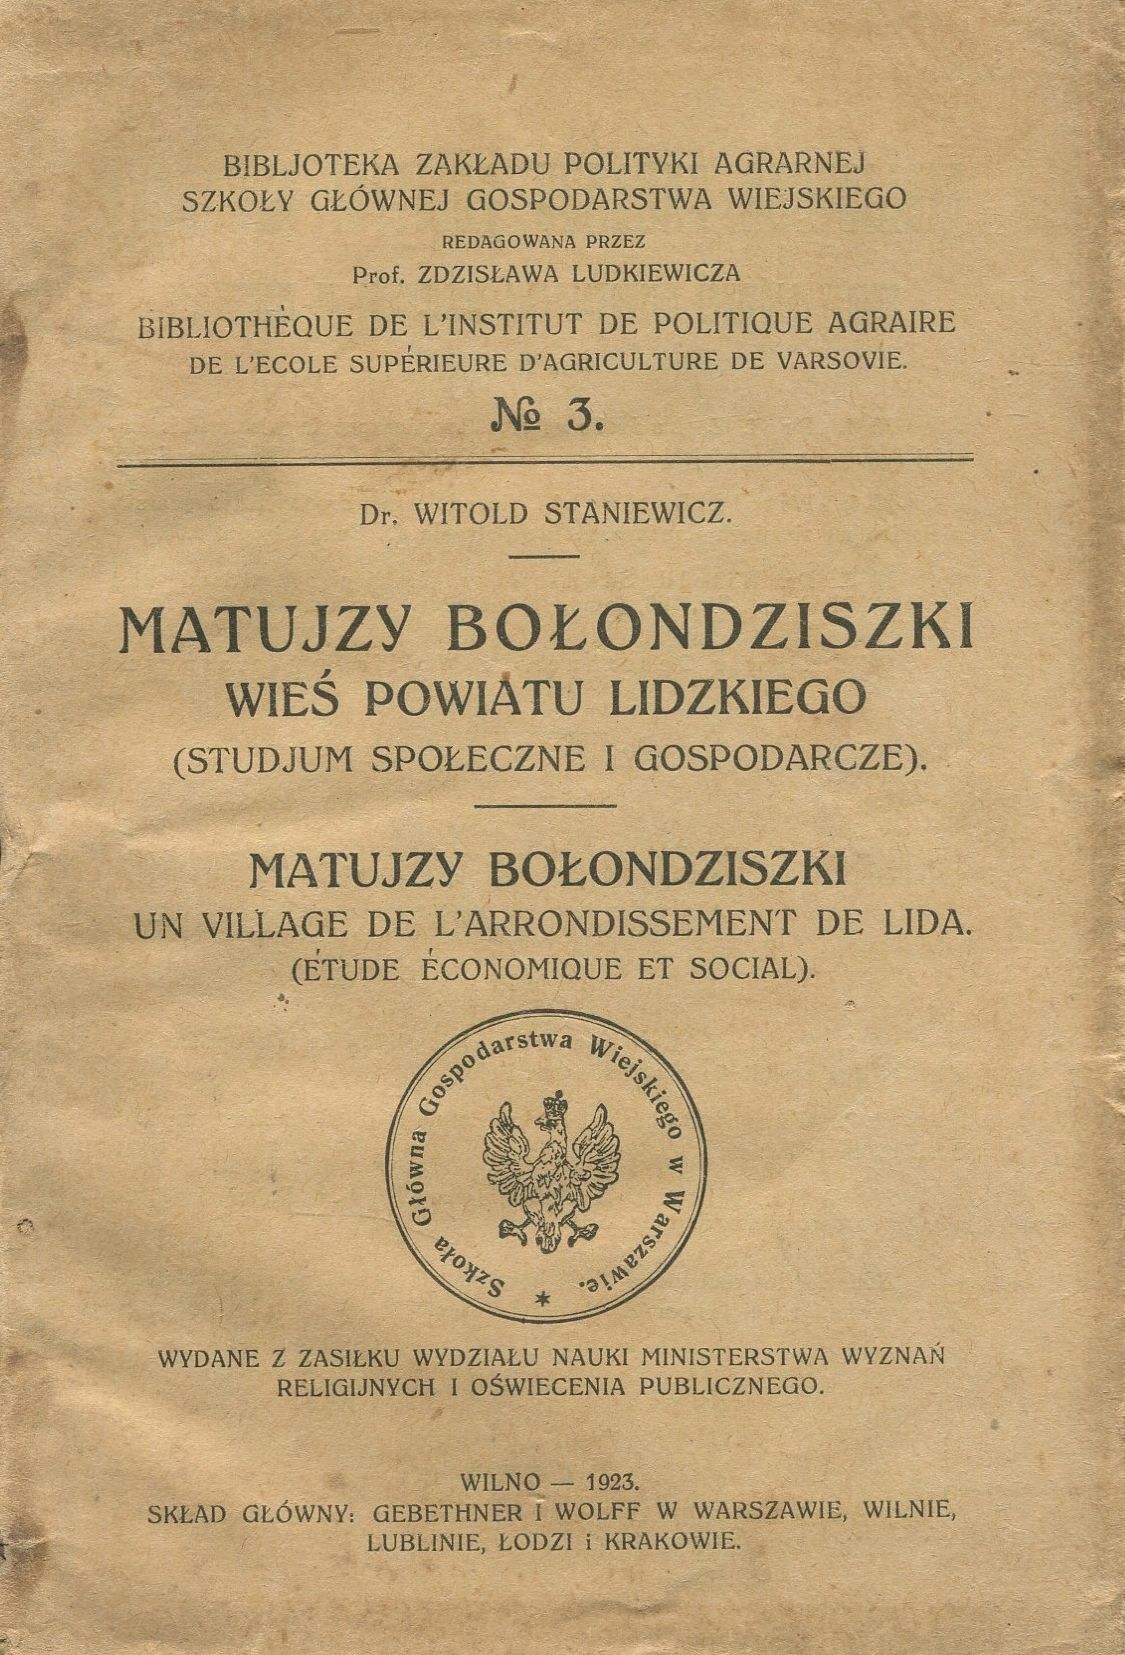 BIBLJOTEKA ZAKŁADU POLITYKI AGRARNEJ
SZKOŁY GŁÓWNEJ GOSPODARSTWA WIEJSKIEGO
REDAGOWANA PRZEZ
Prof. ZDZISŁAWA LUDKIEWICZA
BIBLIOTHÈQUE DE L'INSTITUT DE POLITIQUE AGRAIRE
DE L'ECOLE SUPÉRIEURE D'AGRICULTURE DE VARSOVIE.
№ 3.
Dr. WITOLD STANIEWICZ.
MATUJZY BOŁONDZISZKI
WIEŚ POWIATU LIDZKIEGO
(STUDJUM SPOŁECZNE I GOSPODARCZE).
MATUJZY BOŁONDZISZKI
UN VILLAGE DE L'ARRONDISSEMENT DE LIDA.
(ÉTUDE ÉCONOMIQUE ET SOCIAL).
Szkoła Główna Gospodarstwa Wiejskiego w Warszawie. *
WYDANE Z ZASIŁKU WYDZIAŁU NAUKI MINISTERSTWA WYZNAŃ
RELIGIJNYCH I OŚWIECENIA PUBLICZNEGO.
WILNO — 1923.
SKŁAD GŁÓWNY: GEBETHNER I WOLFF W WARSZAWIE, WILNIE,
LUBLINIE, ŁODZI i KRAKOWIE.